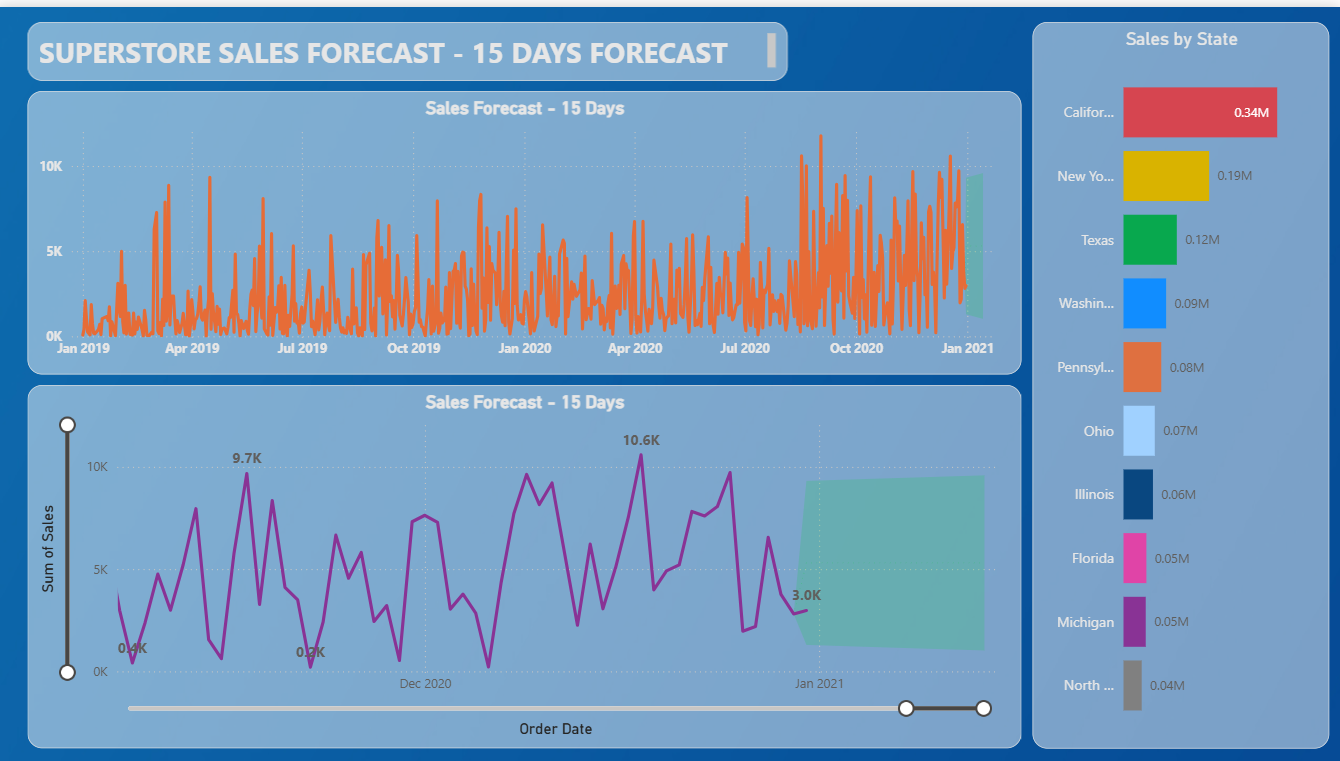 SUPERSTORE SALES FORECAST - 15 DAYS FORECAST
Sales Forecast - 15 Days
10K
5K
0K
Jan 2019 Apr 2019 Jul 2019 Oct 2019 Jan 2020 Apr 2020 Jul 2020 Oct 2020 Jan 2021
Sales Forecast - 15 Days
Sum of Sales
10K
5K
0K
0.4K
9.7K
0.2K
10.6K
3.0K
Dec 2020 Jan 2021
Order Date
Sales by State
Califor... 0.34M
New Yo... 0.19M
Texas 0.12M
Washin... 0.09M
Pennsyl... 0.08M
Ohio 0.07M
Illinois 0.06M
Florida 0.05M
Michigan 0.05M
North ... 0.04M